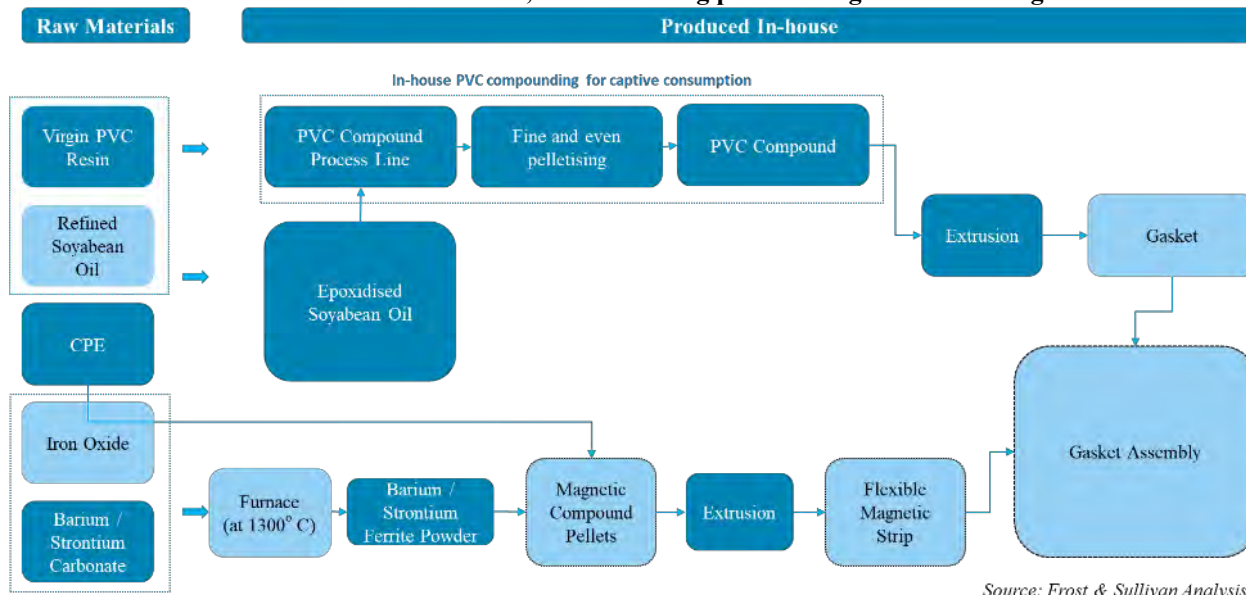 Raw Materials
Produced In-house
In-house PVC compounding for captive consumption
Virgin PVC
Resin
PVC Compound
Process Line
Fine and even
pelletising
PVC Compound
Refined
Soyabean
Oil
Epoxidised
Soyabean Oil
Extrusion
Gasket
CPE
Iron Oxide
Barium /
Strontium
Carbonate
Furnace
(at 1300° C)
Barium /
Strontium
Ferrite Powder
Magnetic
Compound
Pellets
Extrusion
Flexible
Magnetic
Strip
Gasket Assembly
Source: Frost & Sullivan Analysis